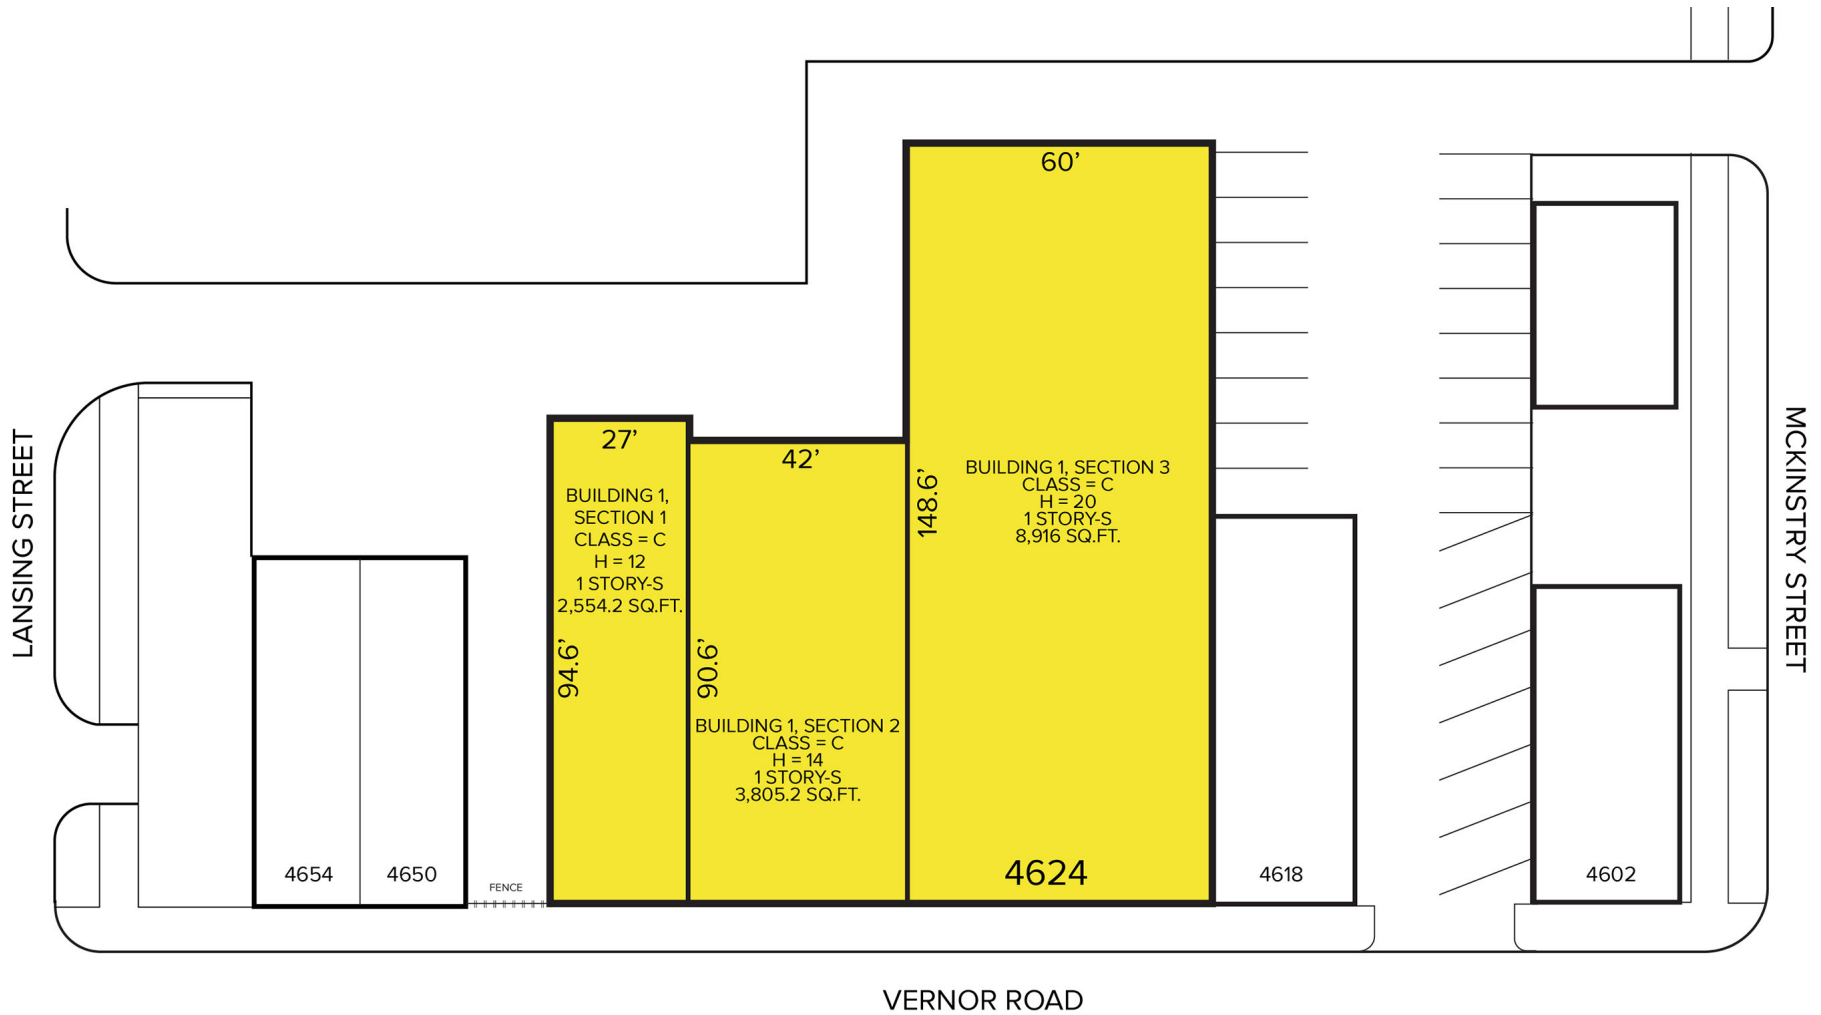 60’
27’
42’
BUILDING 1,
SECTION 1
CLASS = C
H = 12
1 STORY-S
2,554.2 SQ.FT.
94.6’
90.6’
BUILDING 1, SECTION 2
CLASS = C
H = 14
1 STORY-S
3,805.2 SQ.FT.
148.6’
BUILDING 1, SECTION 3
CLASS = C
H = 20
1 STORY-S
8,916 SQ.FT.
LANSING STREET
MCKINSTRY STREET
4654
4650
FENCE
4624
4618
4602
VERNOR ROAD